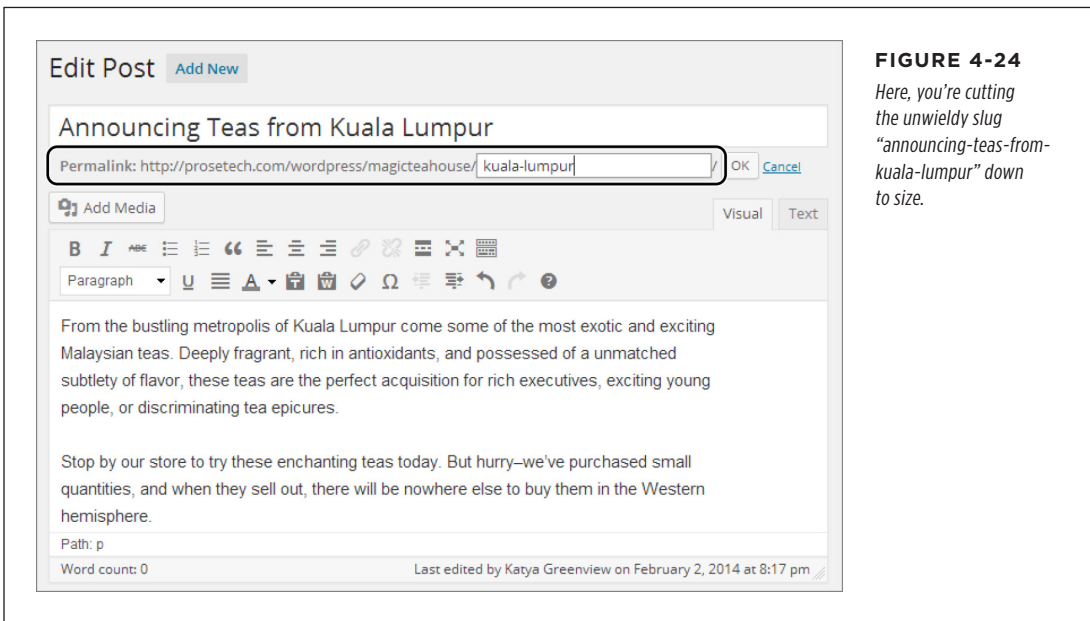 Edit Post Add New
Announcing Teas from Kuala Lumpur
Permalink: http://prosetech.com/wordpress/magicteahouse/ kuala-lumpur / OK Cancel
Add Media
Visual Text
B I ABC
Paragraph U A T W Ω ?
From the bustling metropolis of Kuala Lumpur come some of the most exotic and exciting
Malaysian teas. Deeply fragrant, rich in antioxidants, and possessed of a unmatched
subtlety of flavor, these teas are the perfect acquisition for rich executives, exciting young
people, or discriminating tea epicures.
Stop by our store to try these enchanting teas today. But hurry–we've purchased small
quantities, and when they sell out, there will be nowhere else to buy them in the Western
hemisphere.
Path: p
Word count: 0 Last edited by Katya Greenview on February 2, 2014 at 8:17 pm
FIGURE 4-24
Here, you're cutting
the unwieldy slug
"announcing-teas-from-
kuala-lumpur" down
to size.